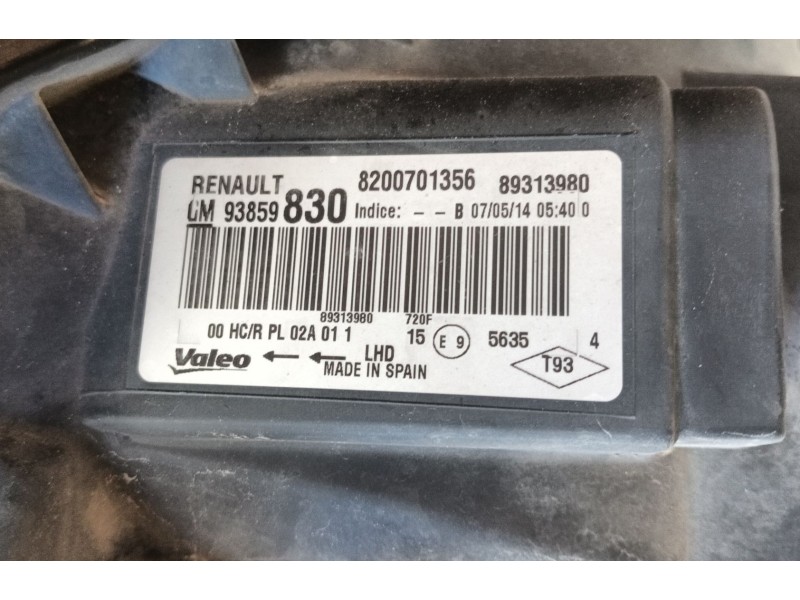 RENAULT 8200701356 89313980
GM 93859 830 Indice: - - B 07/05/14 05:40 0
89313980 720F
00 HC/R PL 02A 01 1 15 E 9 5635 4
Valeo LHD T93
MADE IN SPAIN